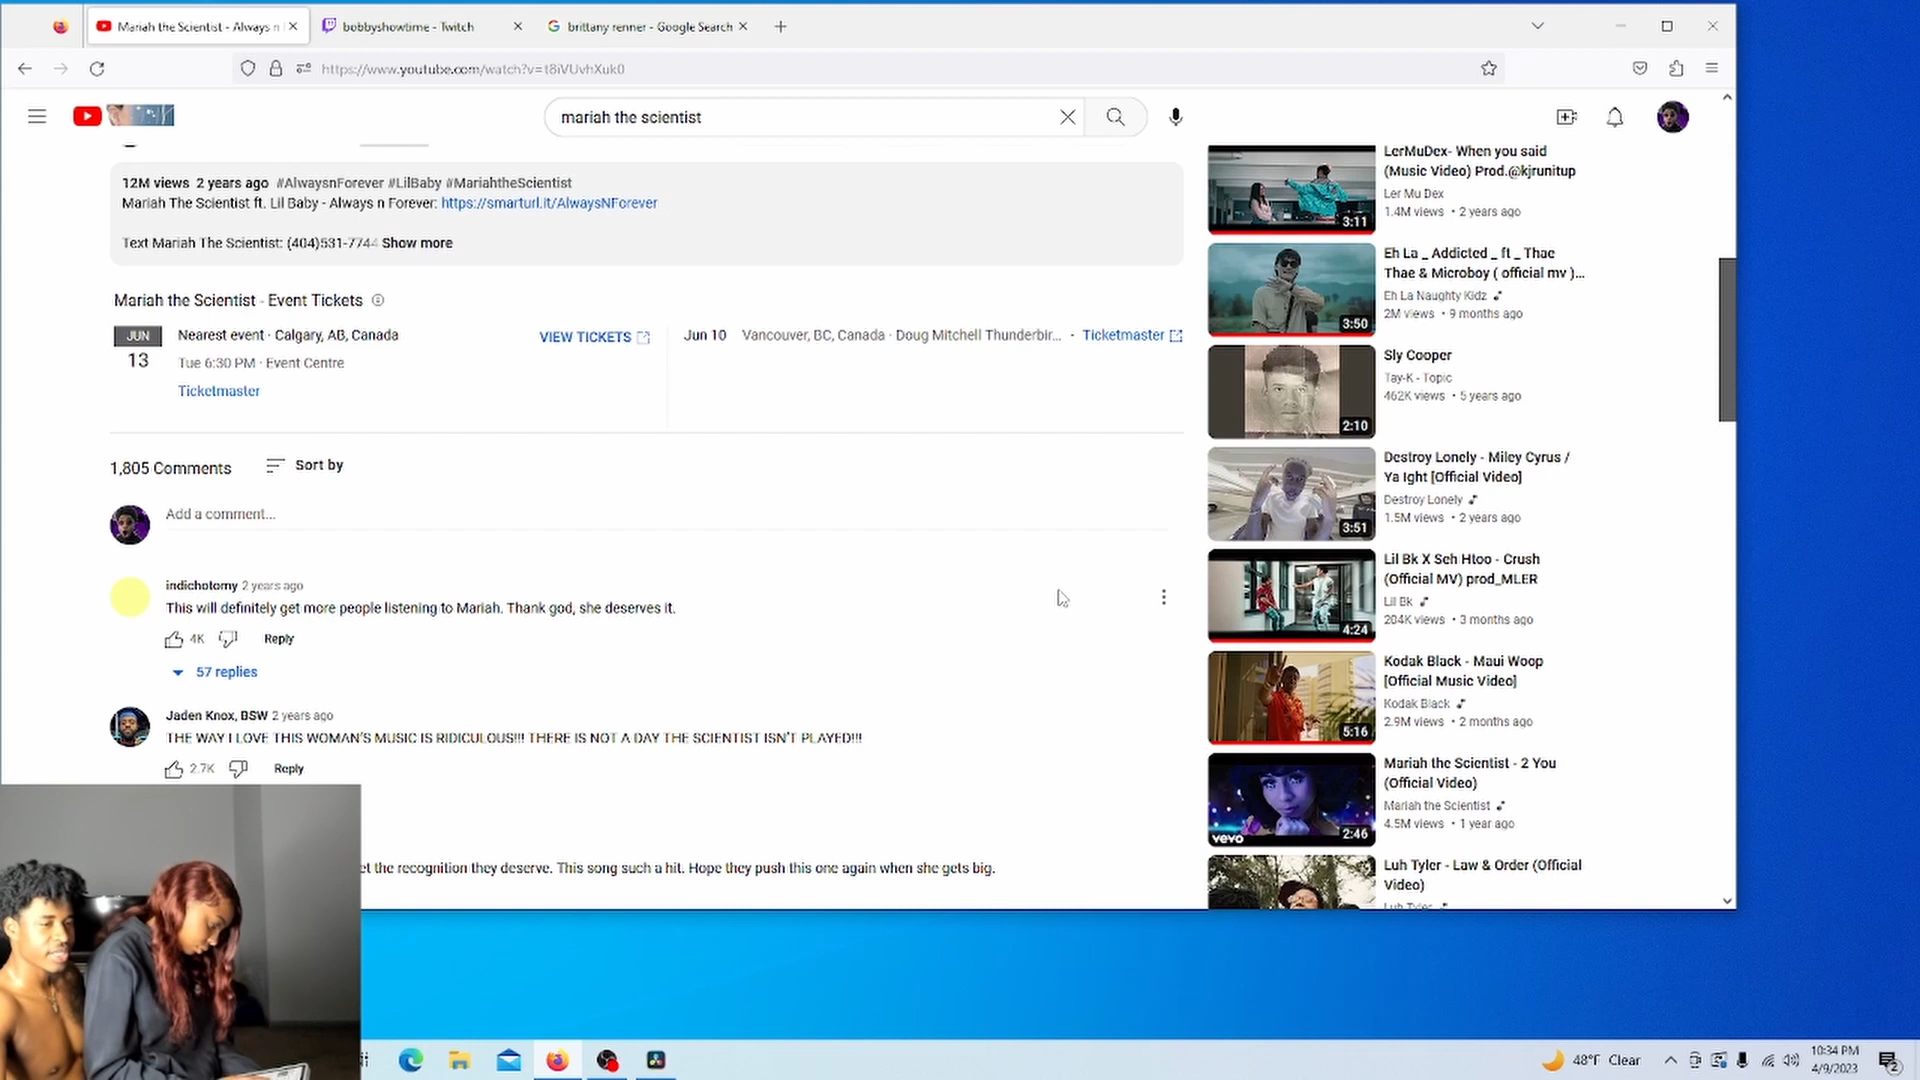 Mariah the Scientist - Always n
bobbyshowtime - Twitch
brittany renner - Google Search
https://www.youtube.com/watch?v=t8iVUvhXuk0
mariah the scientist
12M views 2 years ago #AlwaysnForever #LilBaby #MariahtheScientist
Mariah The Scientist ft. Lil Baby - Always n Forever: https://smarturl.it/AlwaysNForever
Text Mariah The Scientist: (404)531-7744 Show more
Mariah the Scientist - Event Tickets
JUN
13
Nearest event · Calgary, AB, Canada
Tue 6:30 PM · Event Centre
Ticketmaster
VIEW TICKETS
Jun 10 Vancouver, BC, Canada · Doug Mitchell Thunderbir... · Ticketmaster
1,805 Comments
Sort by
Add a comment...
indichotomy 2 years ago
This will definitely get more people listening to Mariah. Thank god, she deserves it.
4K Reply
57 replies
Jaden Knox, BSW 2 years ago
THE WAY I LOVE THIS WOMAN'S MUSIC IS RIDICULOUS!!! THERE IS NOT A DAY THE SCIENTIST ISN'T PLAYED!!!
2.7K Reply
et the recognition they deserve. This song such a hit. Hope they push this one again when she gets big.
LerMuDex- When you said
(Music Video) Prod.@kjrunitup
Ler Mu Dex
1.4M views • 2 years ago
3:11
Eh La _ Addicted _ ft _ Thae
Thae & Microboy ( official mv )...
Eh La Naughty Kidz
2M views • 9 months ago
3:50
Sly Cooper
Tay-K - Topic
462K views • 5 years ago
2:10
Destroy Lonely - Miley Cyrus /
Ya Ight [Official Video]
Destroy Lonely
1.5M views • 2 years ago
3:51
Lil Bk X Seh Htoo - Crush
(Official MV) prod_MLER
Lil Bk
204K views • 3 months ago
4:24
Kodak Black - Maui Woop
[Official Music Video]
Kodak Black
2.9M views • 2 months ago
5:16
Mariah the Scientist - 2 You
(Official Video)
Mariah the Scientist
4.5M views • 1 year ago
vevo
2:46
Luh Tyler - Law & Order (Official
Video)
Luh Tyler
48°F Clear
10:34 PM
4/9/2023
2